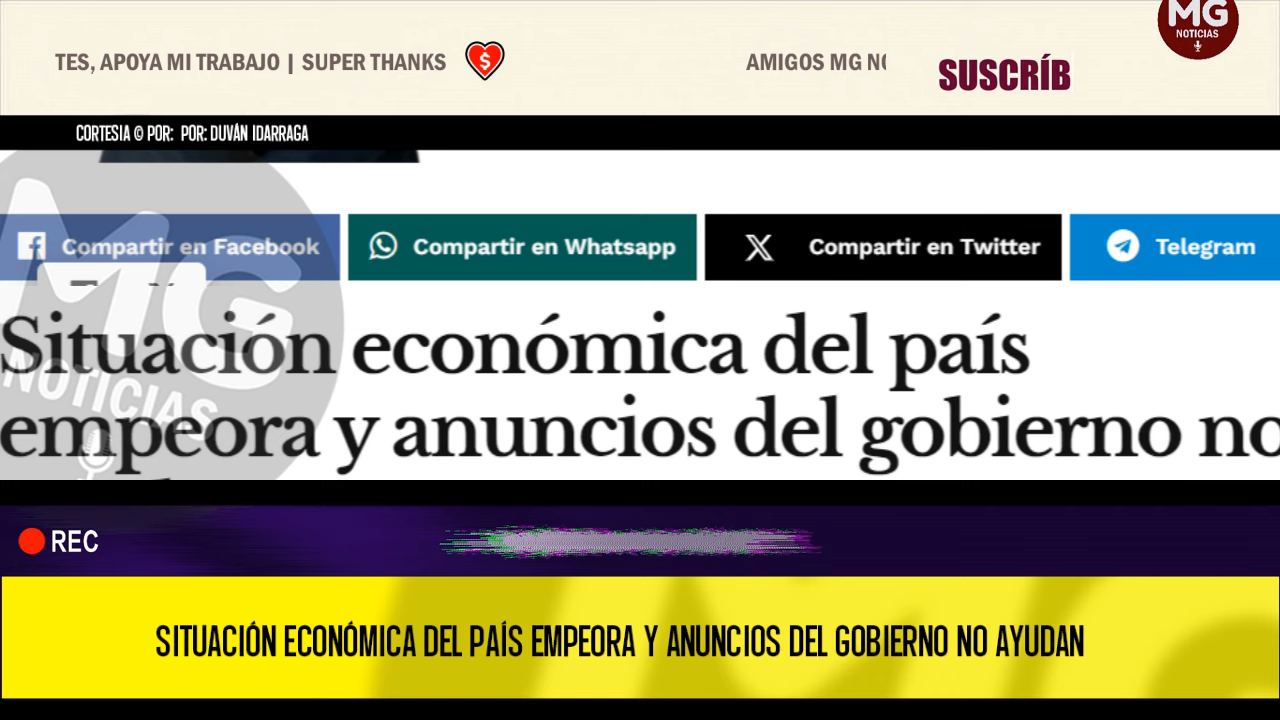 MG
NOTICIAS
TES, APOYA MI TRABAJO | SUPER THANKS
$
AMIGOS MG NO
SUSCRÍB
CORTESIA © POR: POR: DUVÁN IDARRAGA
Compartir en Facebook
Compartir en Whatsapp
Compartir en Twitter
Telegram
MG
NOTICIAS
Situación económica del país
empeora y anuncios del gobierno no
REC
SITUACIÓN ECONÓMICA DEL PAÍS EMPEORA Y ANUNCIOS DEL GOBIERNO NO AYUDAN